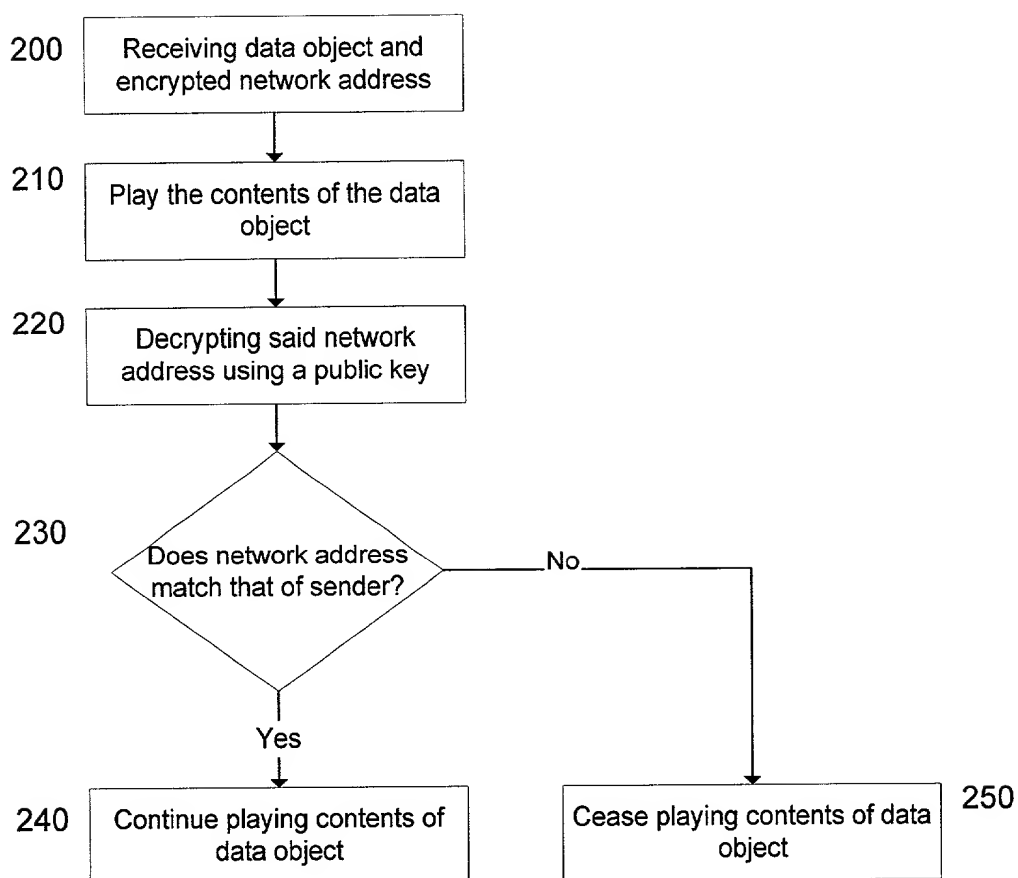 200
Receiving data object and
encrypted network address
210
Play the contents of the data
object
220
Decrypting said network
address using a public key
230
Does network address
match that of sender?
No
Yes
240
Continue playing contents of
data object
Cease playing contents of data
object
250